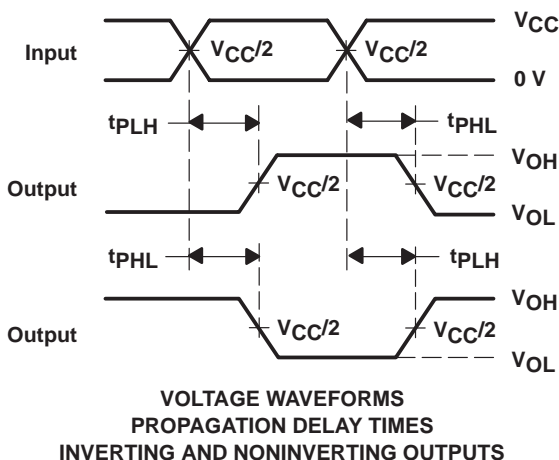 VCC
Input VCC/2 VCC/2
0 V
tPLH tPHL
VOH
Output VCC/2 VCC/2
VOL
tPHL tPLH
VOH
Output VCC/2 VCC/2
VOL
VOLTAGE WAVEFORMS
PROPAGATION DELAY TIMES
INVERTING AND NONINVERTING OUTPUTS